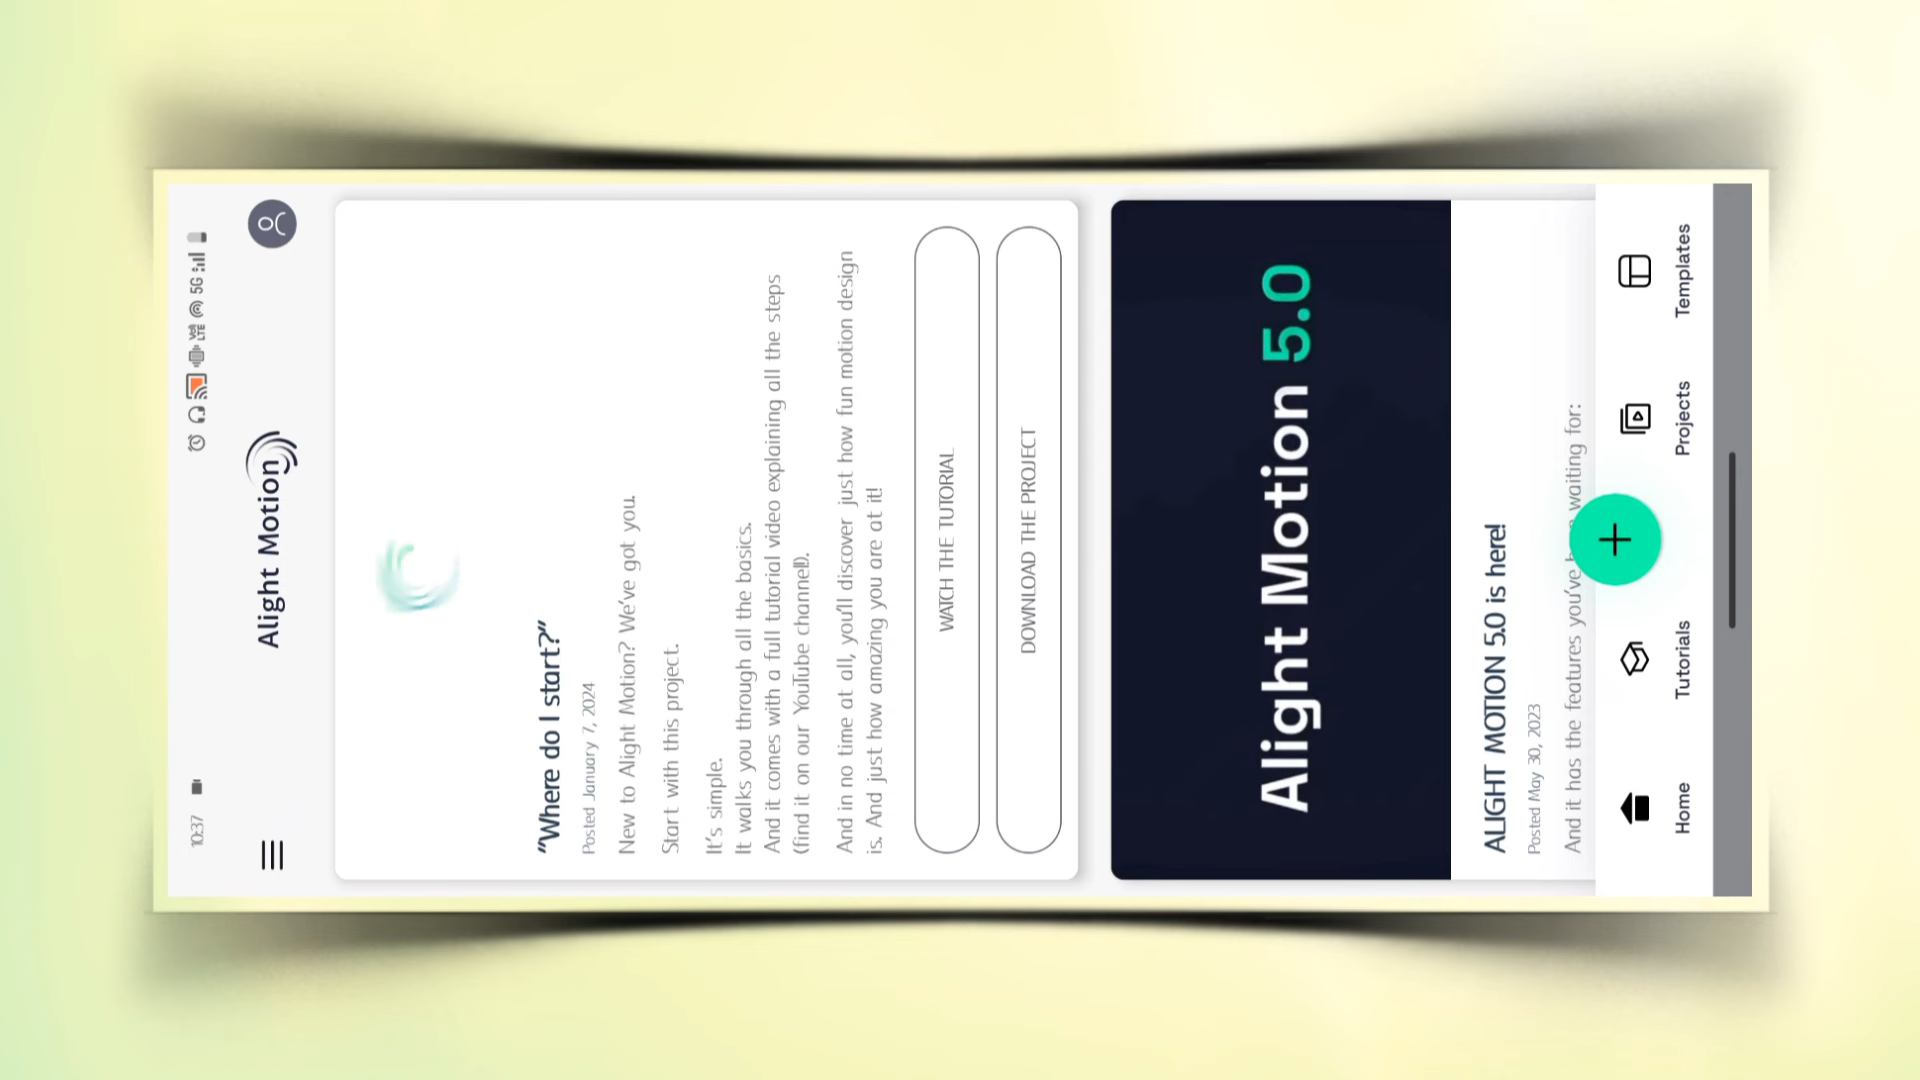 10:37
VoI)
LTE
5G
Alight Motion
"Where do I start?"
Posted January 7, 2024
New to Alight Motion? We've got you.
Start with this project.
It's simple.
It walks you through all the basics.
And it comes with a full tutorial video explaining all the steps
(find it on our YouTube channel!).
And in no time at all, you'll discover just how fun motion design
is. And just how amazing you are at it!
WATCH THE TUTORIAL
DOWNLOAD THE PROJECT
Alight Motion 5.0
ALIGHT MOTION 5.0 is here!
Posted May 30, 2023
And it has the features you've waiting for:
Home
Tutorials
Projects
Templates